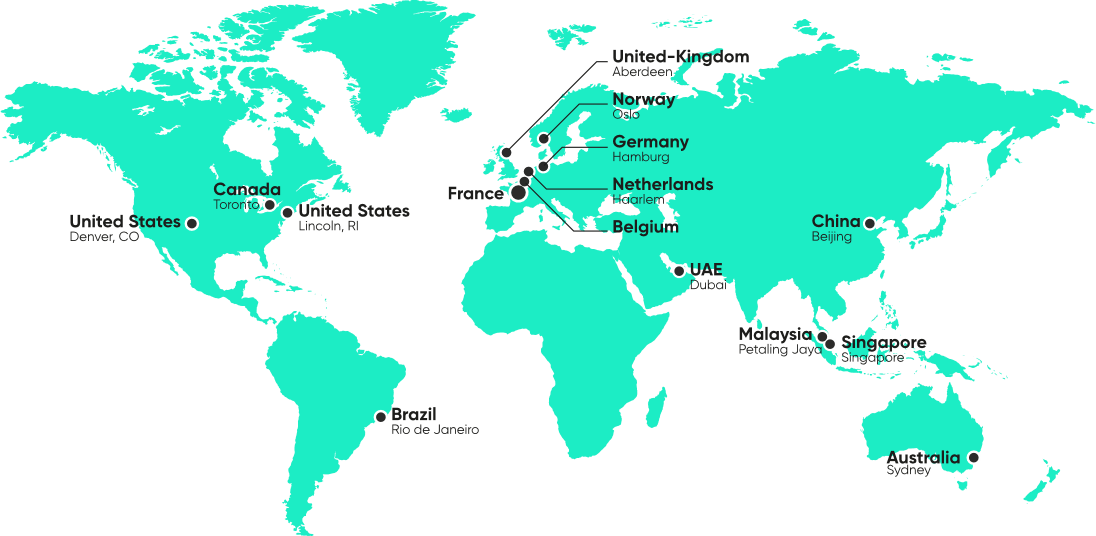 United-Kingdom
Aberdeen
Norway
Oslo
Germany
Hamburg
Netherlands
Haarlem
Belgium
France
Canada
Toronto
United States
Denver, CO
United States
Lincoln, RI
China
Beijing
UAE
Dubai
Malaysia
Petaling Jaya
Singapore
Singapore
Brazil
Rio de Janeiro
Australia
Sydney